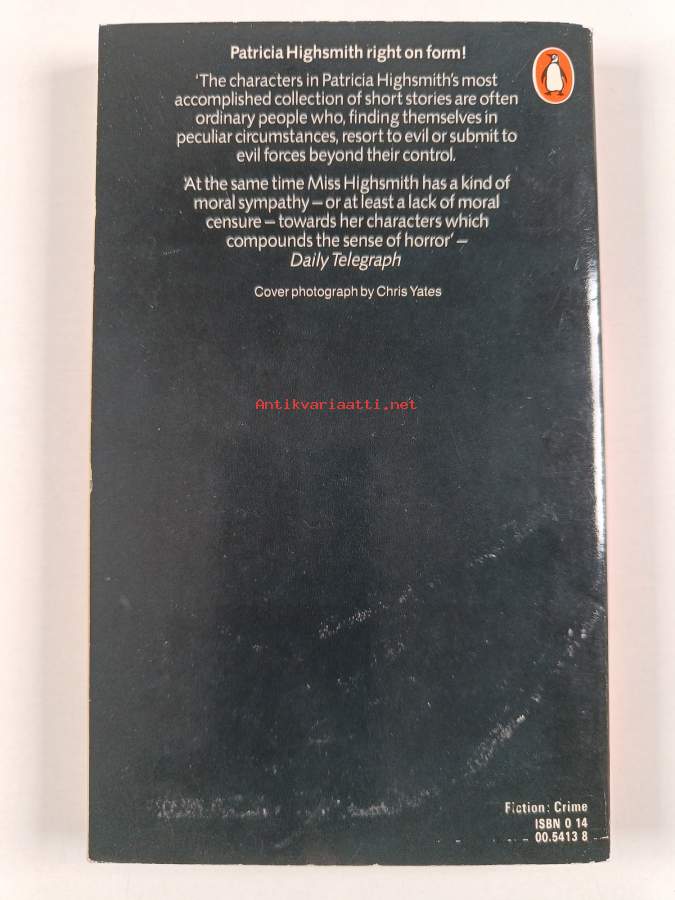 Patricia Highsmith right on form!
'The characters in Patricia Highsmith's most
accomplished collection of short stories are often
ordinary people who, finding themselves in
peculiar circumstances, resort to evil or submit to
evil forces beyond their control.
'At the same time Miss Highsmith has a kind of
moral sympathy – or at least a lack of moral
censure – towards her characters which
compounds the sense of horror' –
Daily Telegraph
Cover photograph by Chris Yates
Antikvariaatti.net
Fiction: Crime
ISBN 0 14
00.5413 8